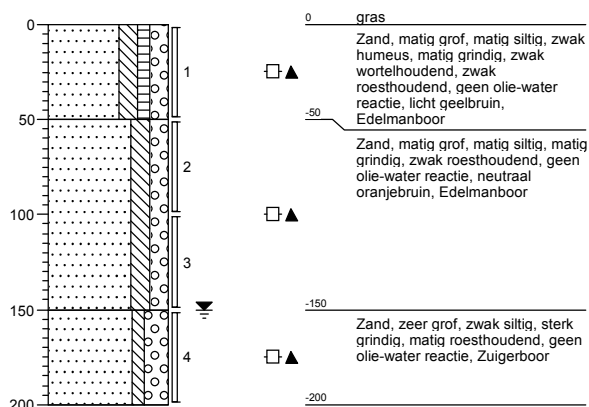 0
50
100
150
200
1
2
3
4
0 gras
Zand, matig grof, matig siltig, zwak
humeus, matig grindig, zwak
wortelhoudend, zwak
roesthoudend, geen olie-water
reactie, licht geelbruin,
Edelmanboor
-50
Zand, matig grof, matig siltig, matig
grindig, zwak roesthoudend, geen
olie-water reactie, neutraal
oranjebruin, Edelmanboor
-150
Zand, zeer grof, zwak siltig, sterk
grindig, matig roesthoudend, geen
olie-water reactie, Zuigerboor
-200